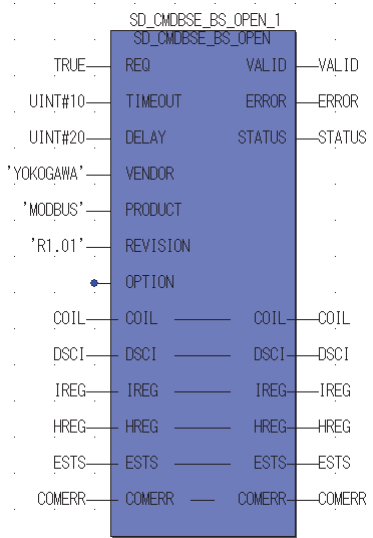 SD_CMDBSE_BS_OPEN_1
SD_CMDBSE_BS_OPEN
TRUE REQ VALID VALID
UINT#10 TIMEOUT ERROR ERROR
UINT#20 DELAY STATUS STATUS
'YOKOGAWA' VENDOR
'MODBUS' PRODUCT
'R1.01' REVISION
OPTION
COIL COIL COIL COIL
DSCI DSCI DSCI DSCI
IREG IREG IREG IREG
HREG HREG HREG HREG
ESTS ESTS ESTS ESTS
COMERR COMERR COMERR COMERR